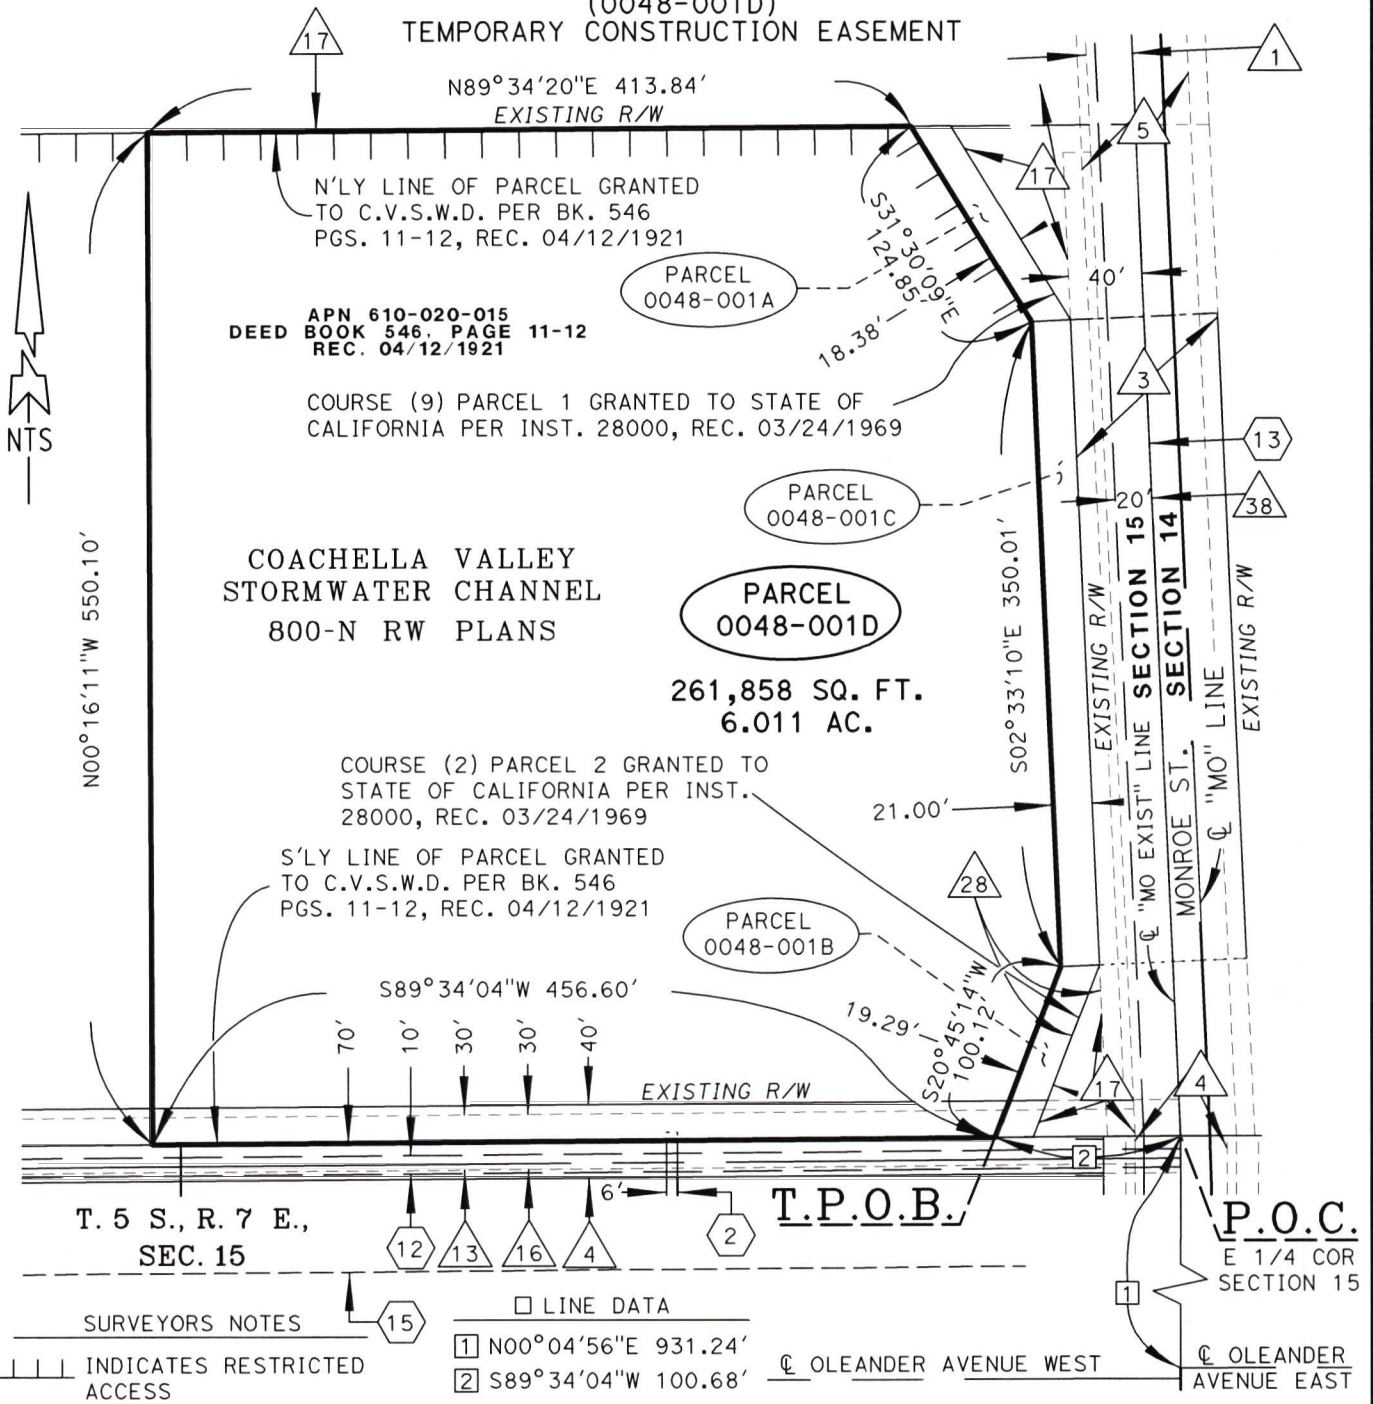 (0048-001D)
TEMPORARY CONSTRUCTION EASEMENT
17
1
N89°34'20"E 413.84'
EXISTING R/W
5
17
N'LY LINE OF PARCEL GRANTED
TO C.V.S.W.D. PER BK. 546
PGS. 11-12, REC. 04/12/1921
S31°30'09"E
124.85'
PARCEL
0048-001A
40'
18.38'
APN 610-020-015
DEED BOOK 546, PAGE 11-12
REC. 04/12/1921
3
COURSE (9) PARCEL 1 GRANTED TO STATE OF
CALIFORNIA PER INST. 28000, REC. 03/24/1969
NTS
13
PARCEL
0048-001C
20'
38
N00°16'11"W 550.10'
COACHELLA VALLEY
STORMWATER CHANNEL
800-N RW PLANS
PARCEL
0048-001D
261,858 SQ. FT.
6.011 AC.
S02°33'10"E 350.01'
EXISTING R/W
SECTION 15
SECTION 14
EXISTING R/W
℄ "MO EXIST" LINE
MONROE ST.
℄ "MO" LINE
COURSE (2) PARCEL 2 GRANTED TO
STATE OF CALIFORNIA PER INST.
28000, REC. 03/24/1969
21.00'
S'LY LINE OF PARCEL GRANTED
TO C.V.S.W.D. PER BK. 546
PGS. 11-12, REC. 04/12/1921
28
PARCEL
0048-001B
S89°34'04"W 456.60'
19.29'
S20°45'14"W
100.12'
70'
10'
30'
30'
40'
EXISTING R/W
17
4
2
6'
T.P.O.B.
P.O.C.
E 1/4 COR
SECTION 15
T. 5 S., R. 7 E.,
SEC. 15
12
13
16
4
2
1
15
SURVEYORS NOTES
INDICATES RESTRICTED
ACCESS
□ LINE DATA
1 N00°04'56"E 931.24'
2 S89°34'04"W 100.68'
℄ OLEANDER AVENUE WEST
℄ OLEANDER
AVENUE EAST